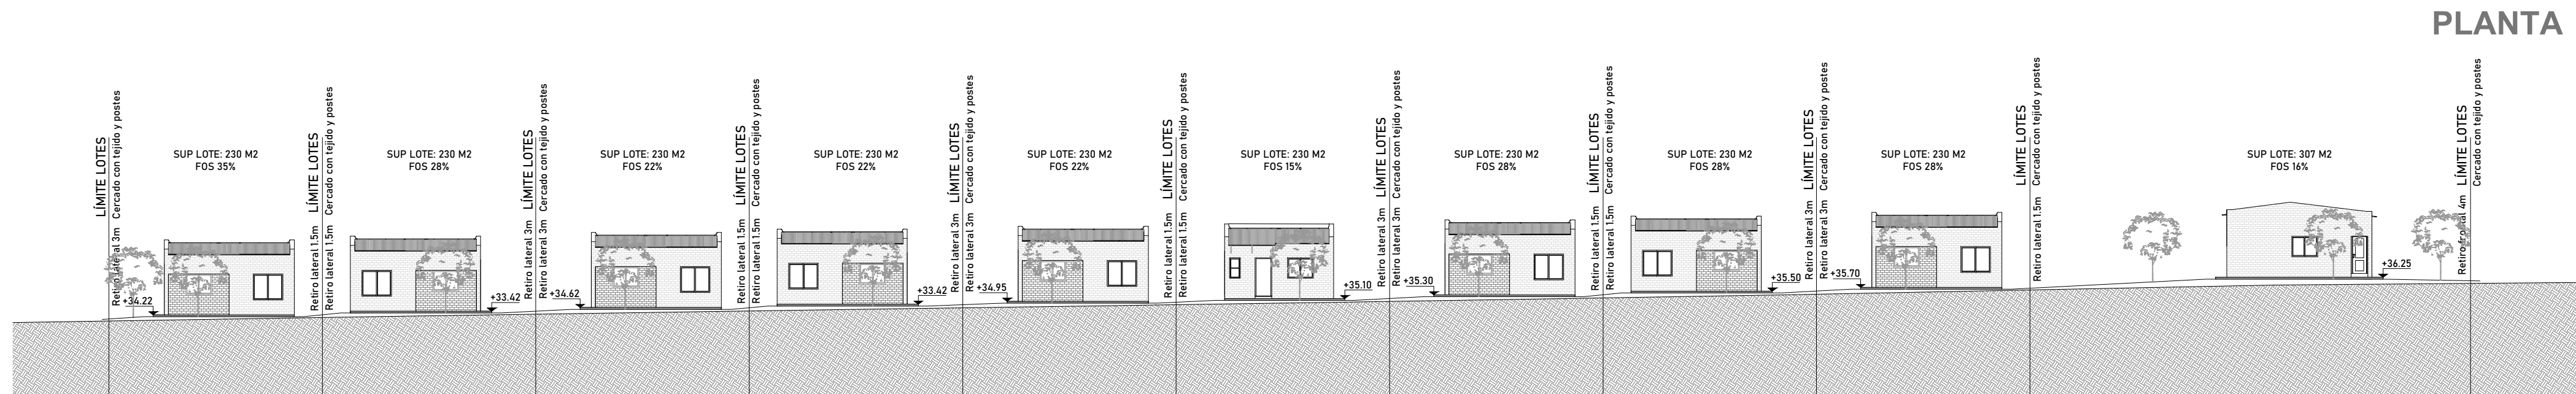 PLANTA
LÍMITE LOTES
Retiro lateral 3m Cercado con tejido y postes
SUP LOTE: 230 M2
FOS 35%
+34.22
LÍMITE LOTES
Retiro lateral 1.5m
Retiro lateral 1.5m Cercado con tejido y postes
SUP LOTE: 230 M2
FOS 28%
+33.42
LÍMITE LOTES
Retiro lateral 3m
Retiro lateral 3m Cercado con tejido y postes
SUP LOTE: 230 M2
FOS 22%
+34.62
LÍMITE LOTES
Retiro lateral 1.5m
Retiro lateral 1.5m Cercado con tejido y postes
SUP LOTE: 230 M2
FOS 22%
+33.42
LÍMITE LOTES
Retiro lateral 3m
Retiro lateral 3m Cercado con tejido y postes
SUP LOTE: 230 M2
FOS 22%
+34.95
LÍMITE LOTES
Retiro lateral 1.5m
Retiro lateral 1.5m Cercado con tejido y postes
SUP LOTE: 230 M2
FOS 15%
+35.10
LÍMITE LOTES
Retiro lateral 3m
Retiro lateral 3m Cercado con tejido y postes
SUP LOTE: 230 M2
FOS 28%
+35.30
LÍMITE LOTES
Retiro lateral 1.5m
Retiro lateral 1.5m Cercado con tejido y postes
SUP LOTE: 230 M2
FOS 28%
+35.50
LÍMITE LOTES
Retiro lateral 3m
Retiro lateral 3m Cercado con tejido y postes
SUP LOTE: 230 M2
FOS 28%
+35.70
LÍMITE LOTES
Retiro lateral 1.5m
Cercado con tejido y postes
SUP LOTE: 307 M2
FOS 16%
+36.25
LÍMITE LOTES
Retiro frontal 4m
Cercado con tejido y postes